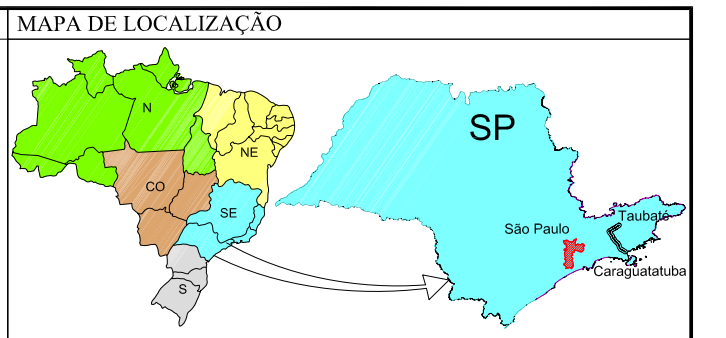 MAPA DE LOCALIZAÇÃO
N
NE
CO
SE
S
SP
São Paulo
Taubaté
Caraguatatuba